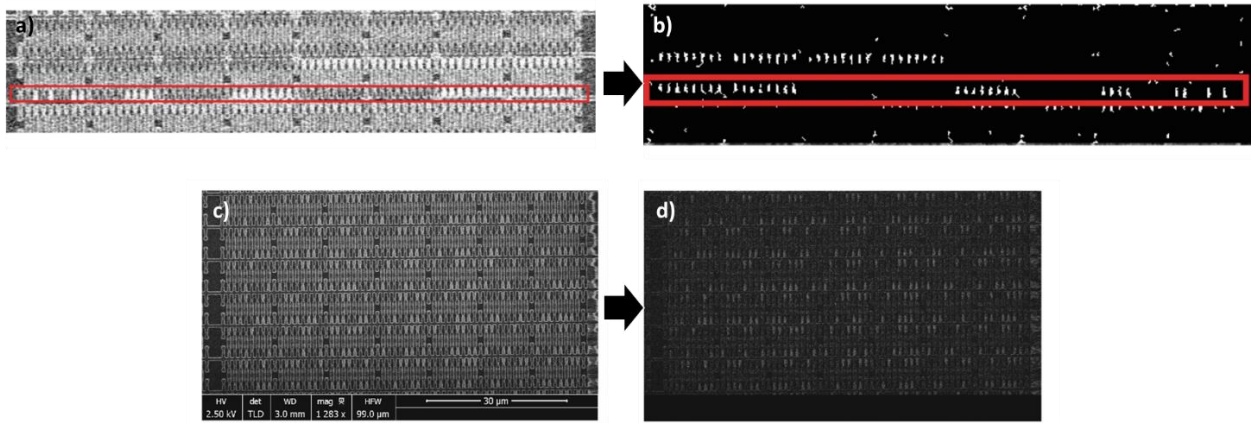 a)
b)
c)
d)
HV det WD mag HFW 30 μm
2.50 kV TLD 3.0 mm 1 283 x 99.0 μm